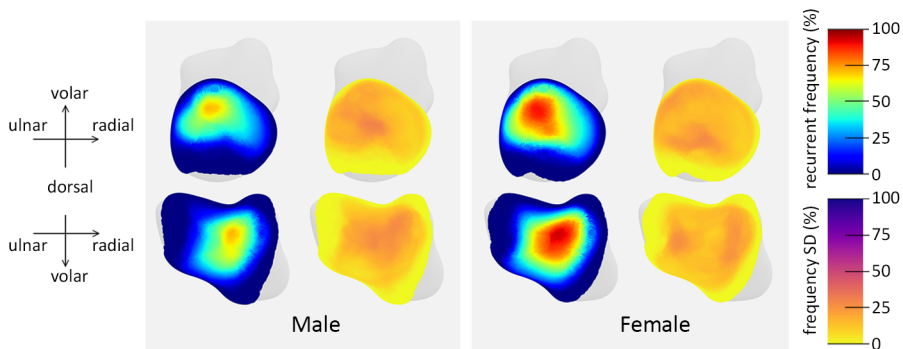 volar
ulnar radial
dorsal
ulnar radial
volar
Male
Female
recurrent frequency (%)
100
75
50
25
0
frequency SD (%)
100
75
50
25
0